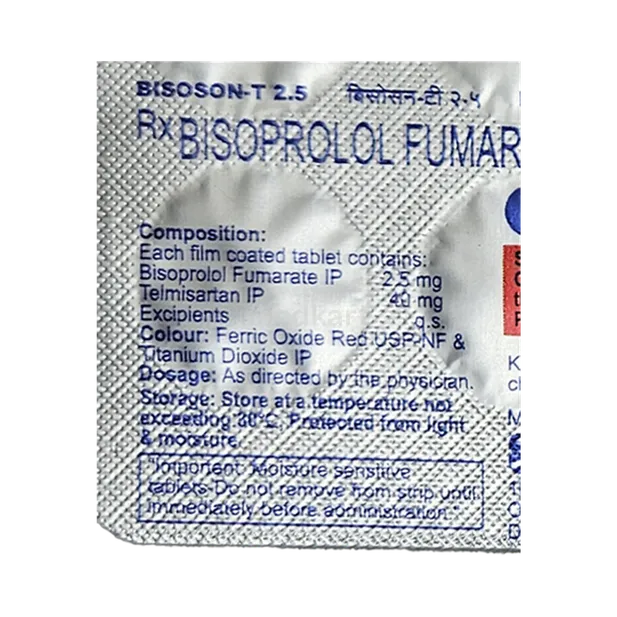 BISOSON-T 2.5 बिसोसन-टी २.५
Rx BISOPROLOL FUMAR
Composition:
Each film coated tablet contains:
Bisoprolol Fumarate IP 2.5 mg
Telmisartan IP 40 mg
Excipients q.s.
Colour: Ferric Oxide Red USP-NF &
Titanium Dioxide IP
Dosage: As directed by the physician.
Storage: Store at a temperature not
exceeding 30°C, Protected from light
& moisture.
"Important Moisture sensitive
tablets-Do not remove from strip until
immediately before administration."